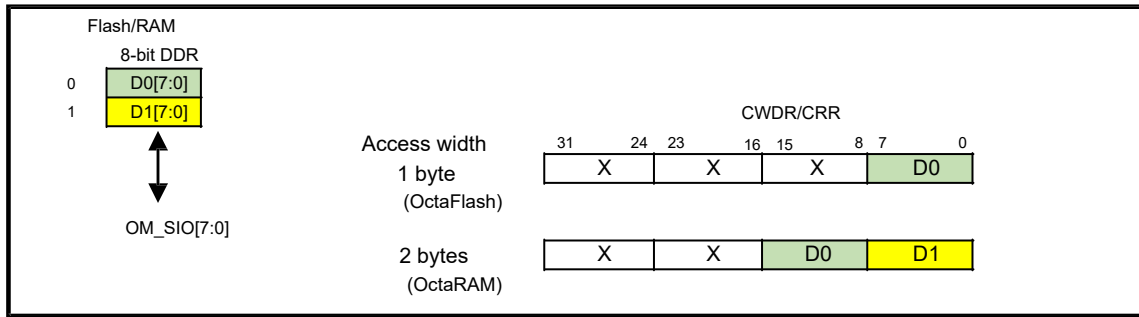 Flash/RAM
8-bit DDR
0 D0[7:0]
1 D1[7:0]
OM_SIO[7:0]
CWDR/CRR
Access width 31 24 23 16 15 8 7 0
1 byte X X X D0
(OctaFlash)
2 bytes X X D0 D1
(OctaRAM)